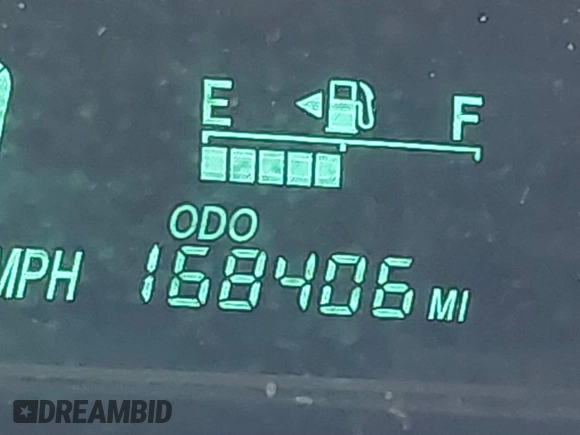 E F
ODO
MPH 168406 MI
DREAMBID